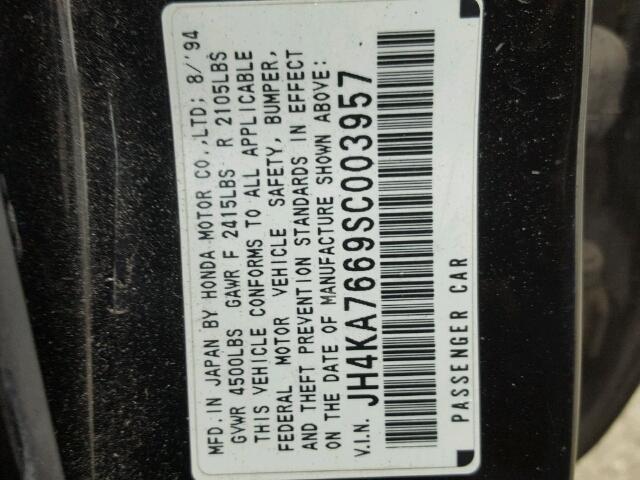 MFD. IN JAPAN BY HONDA MOTOR CO.,LTD; 8/'94
GVWR 4500LBS GAWR F 2415LBS R 2105LBS
THIS VEHICLE CONFORMS TO ALL APPLICABLE
FEDERAL MOTOR VEHICLE SAFETY, BUMPER,
AND THEFT PREVENTION STANDARDS IN EFFECT
ON THE DATE OF MANUFACTURE SHOWN ABOVE:
V.I.N. JH4KA7669SC003957
PASSENGER CAR